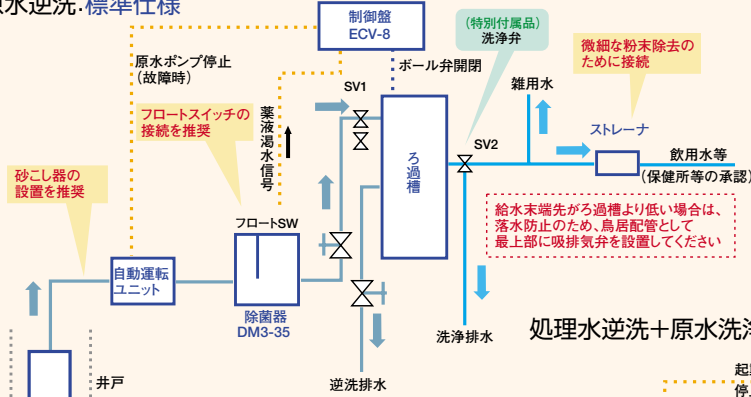 水逆洗:標準仕様
制御盤
ECV-8
(特別付属品)
洗浄弁
微細な粉末除去の
ために接続
原水ポンプ停止
(故障時)
ボール弁開閉
雑用水
SV1
フロートスイッチの
接続を推奨
薬液渇水信号
ストレーナ
SV2
ろ過槽
飲用水等
(保健所等の承認)
砂こし器の
設置を推奨
給水末端先がろ過槽より低い場合は、
落水防止のため、鳥居配管として
最上部に吸排気弁を設置してください
フロートSW
自動運転
ユニット
除菌器
DM3-35
洗浄排水
処理水逆洗+原水洗浄
井戸
逆洗排水
起動
停